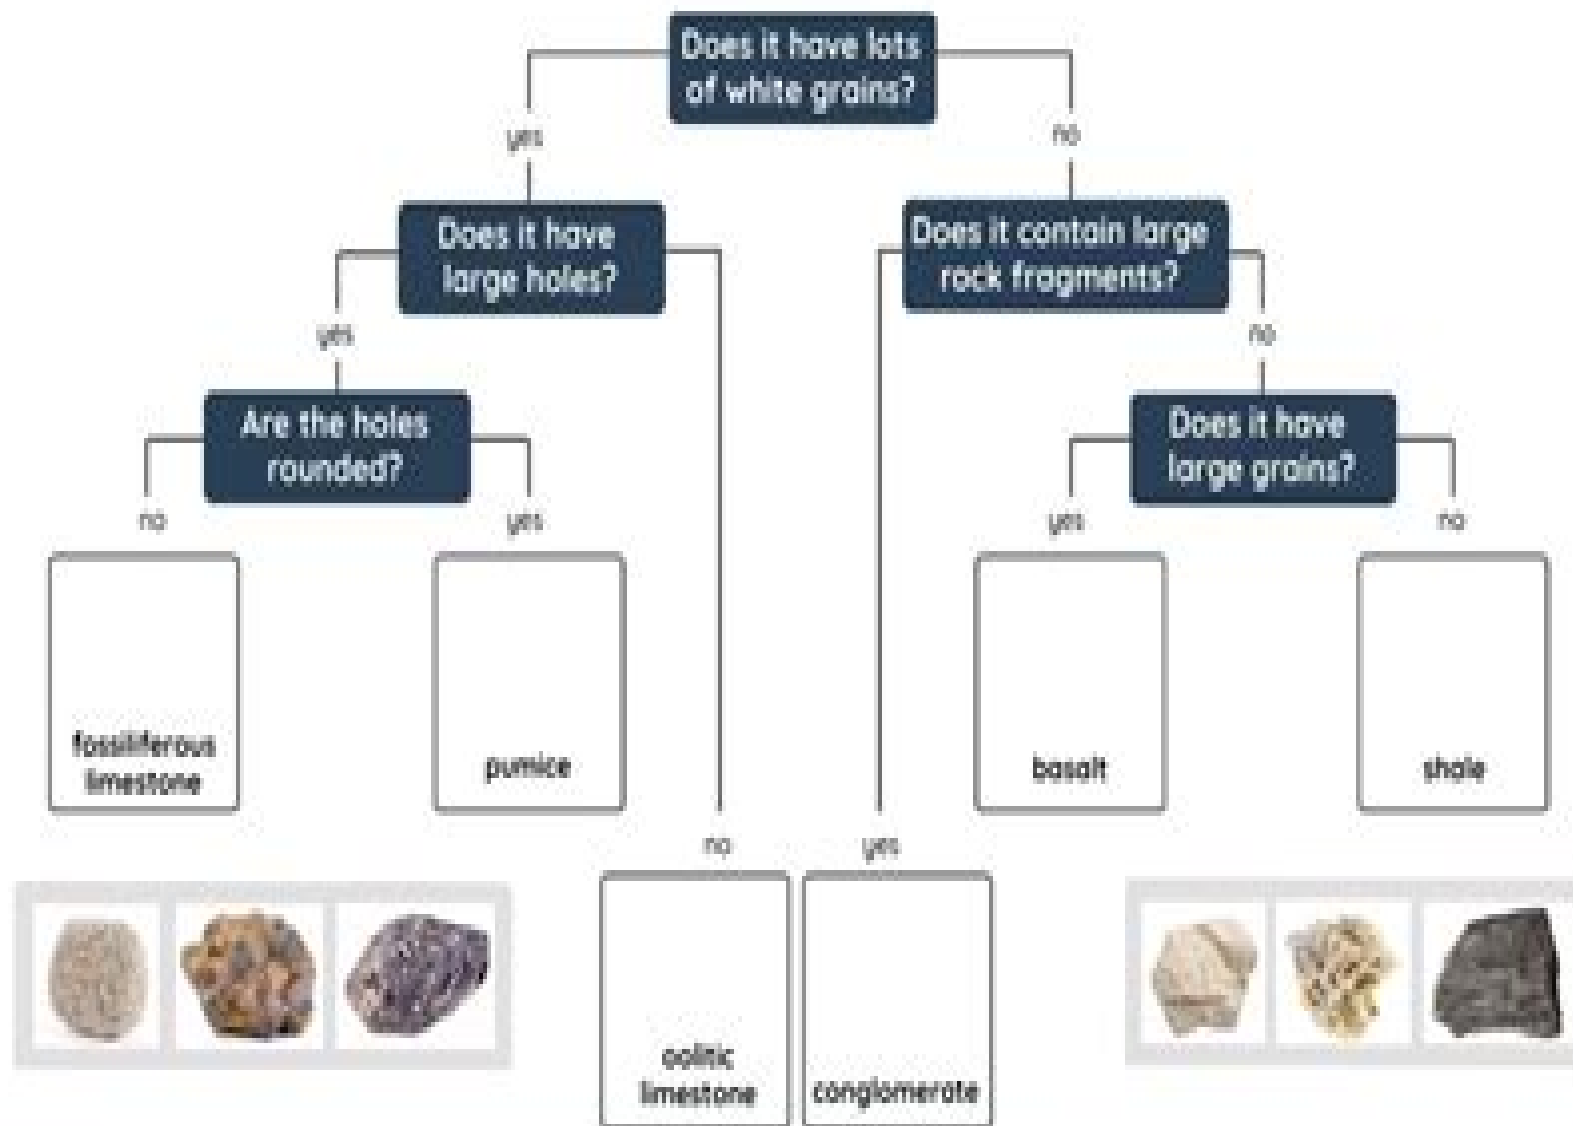 Does it have lots
of white grains?
yes
no
Does it have
large holes?
Does it contain large
rock fragments?
yes
no
Are the holes
rounded?
Does it have
large grains?
no
yes
yes
no
fossiliferous
limestone
pumice
basalt
shale
no
yes
oolitic
limestone
conglomerate